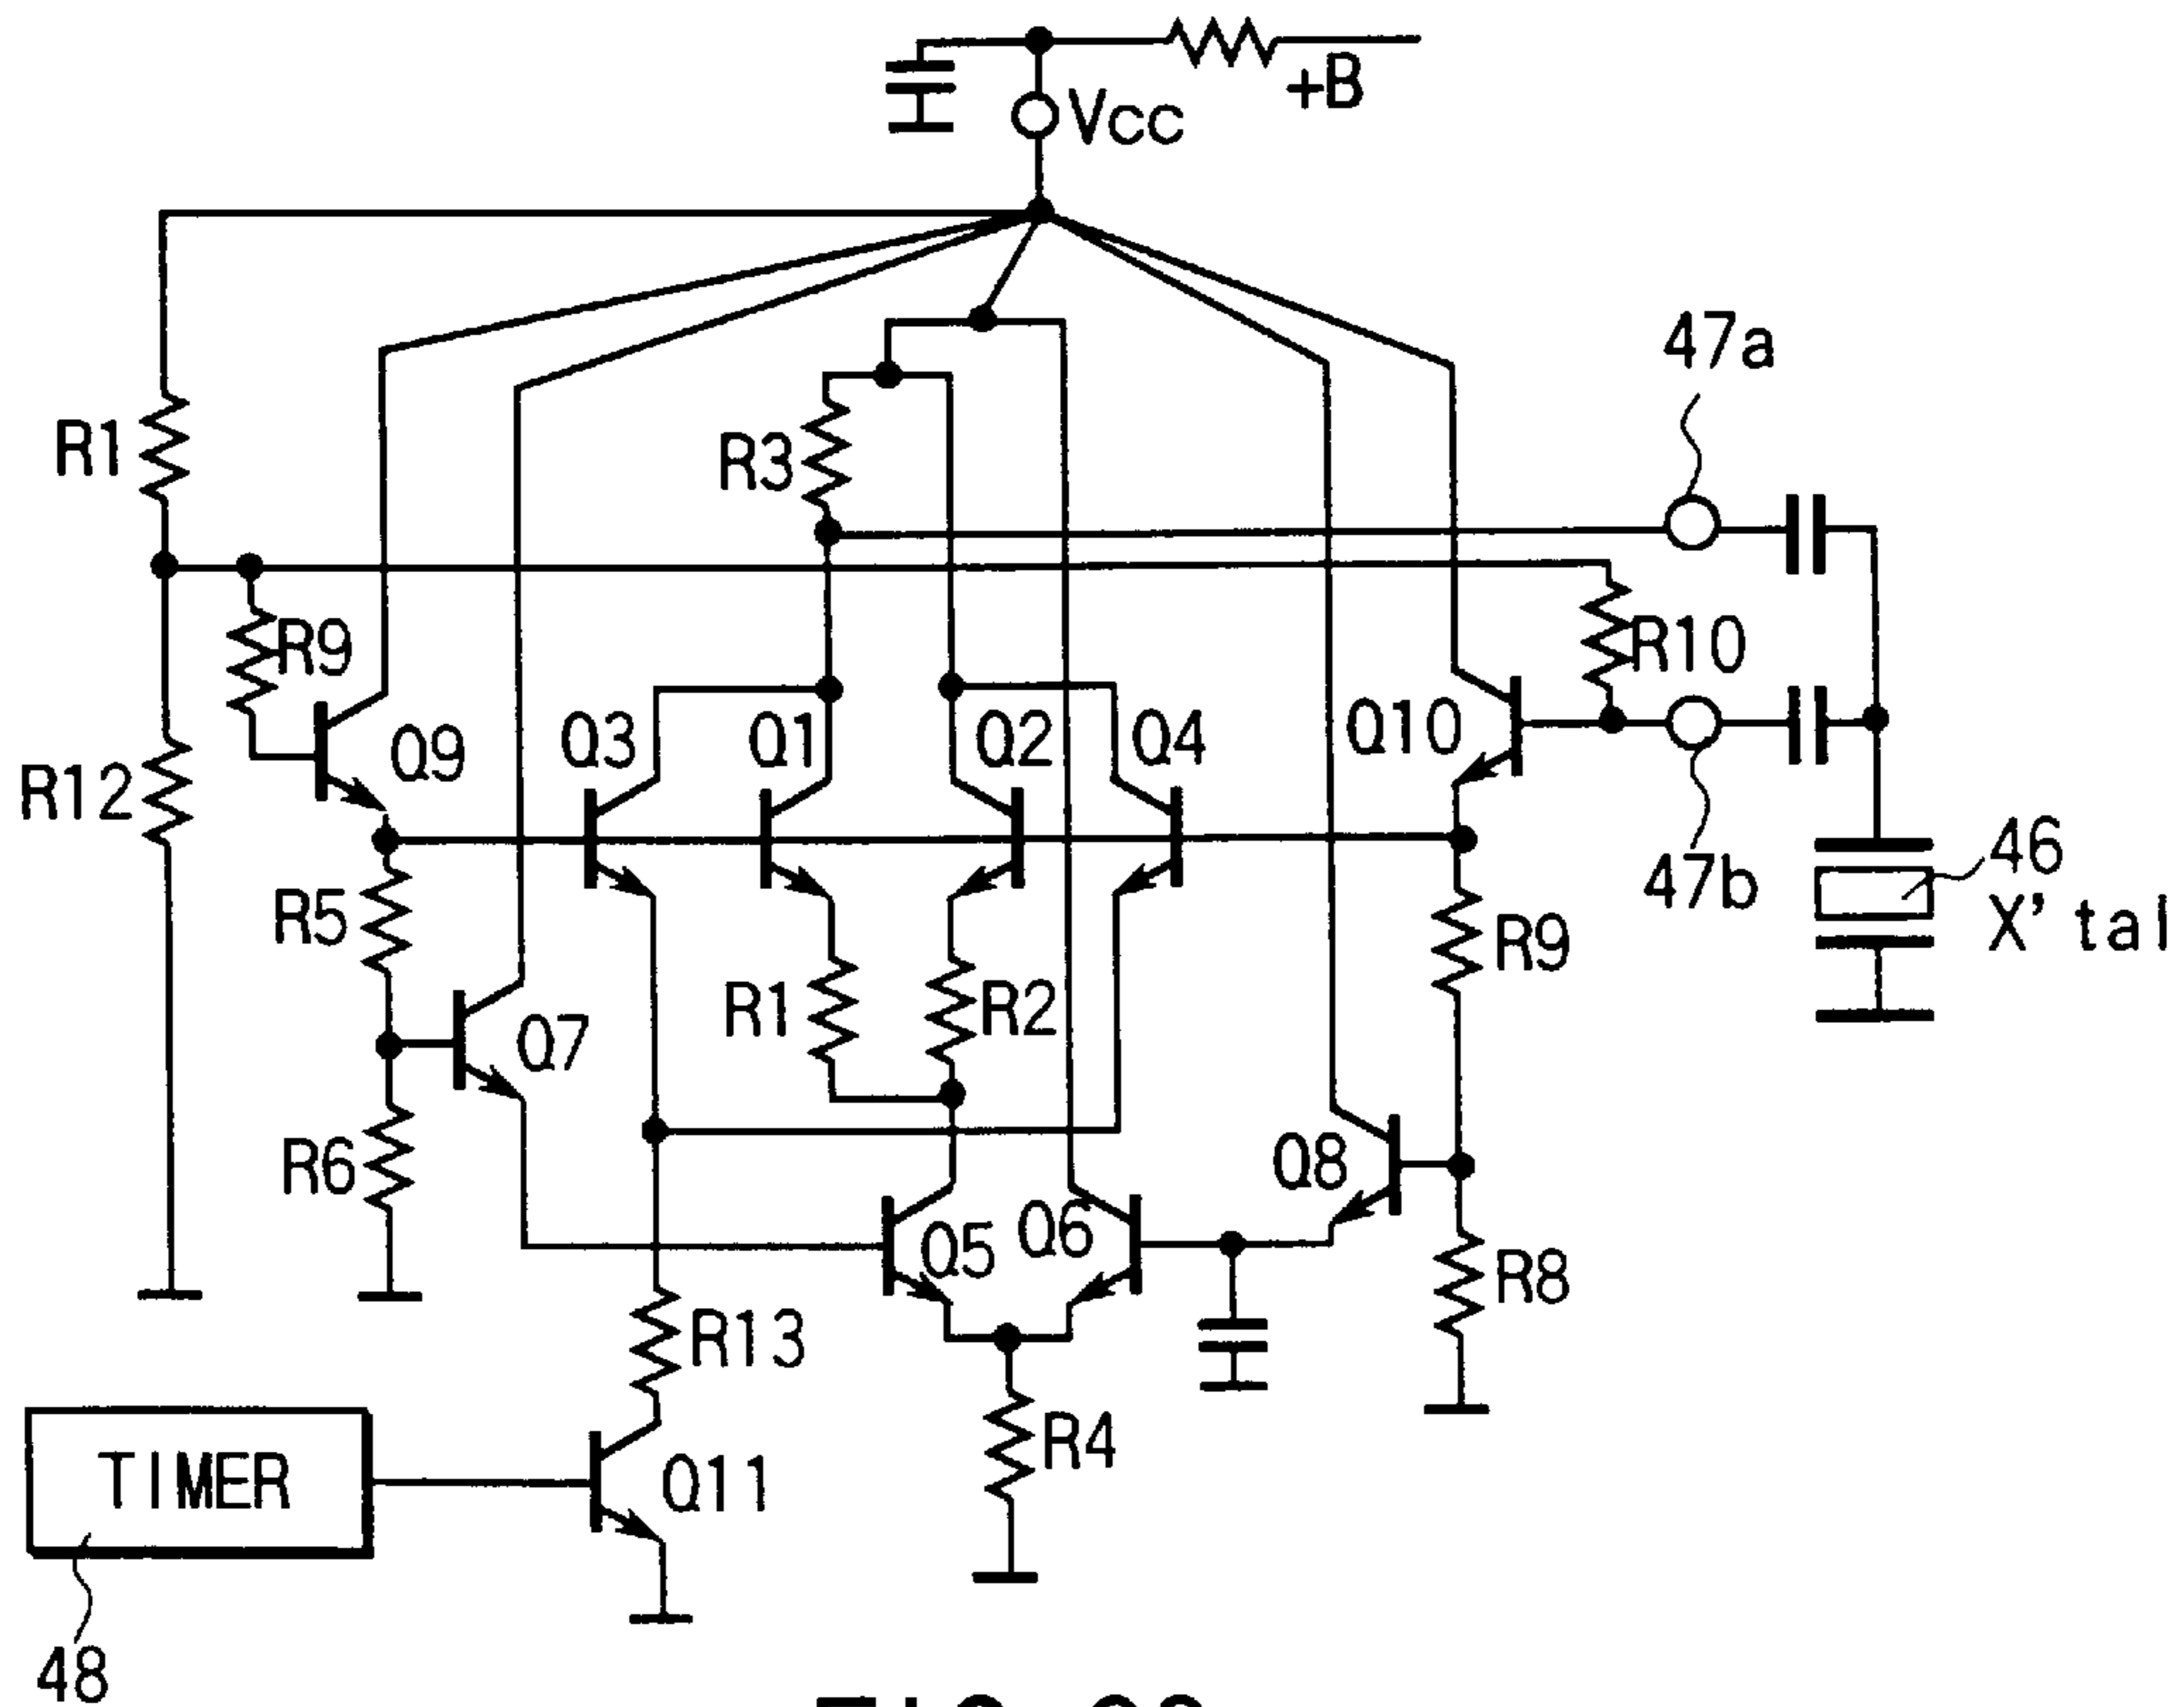 +B
Vcc
47a
R1
R3
R9
R10
Q9
Q3
Q1
Q2
Q4
Q10
R12
47b
46
X'tal
R5
R9
Q7
R1
R2
R6
Q8
Q5
Q6
R8
R13
R4
TIMER
Q11
48